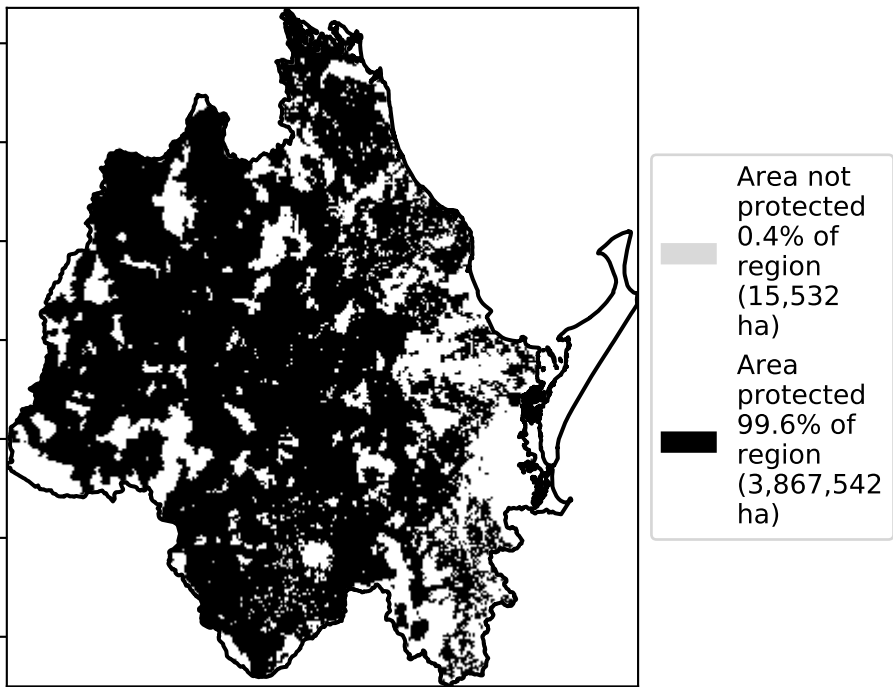 Area not
protected
0.4% of
region
(15,532
ha)
Area
protected
99.6% of
region
(3,867,542
ha)